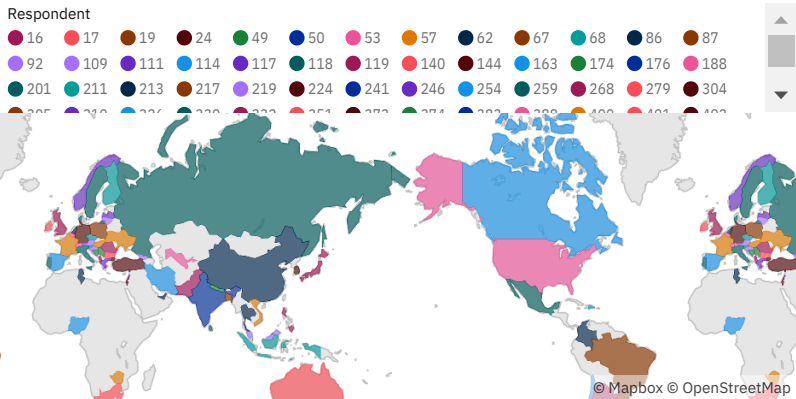 Respondent
16 17 19 24 49 50 53 57 62 67 68 86 87
92 109 111 114 117 118 119 140 144 163 174 176 188
201 211 213 217 219 224 241 246 254 259 268 279 304
© Mapbox © OpenStreetMap